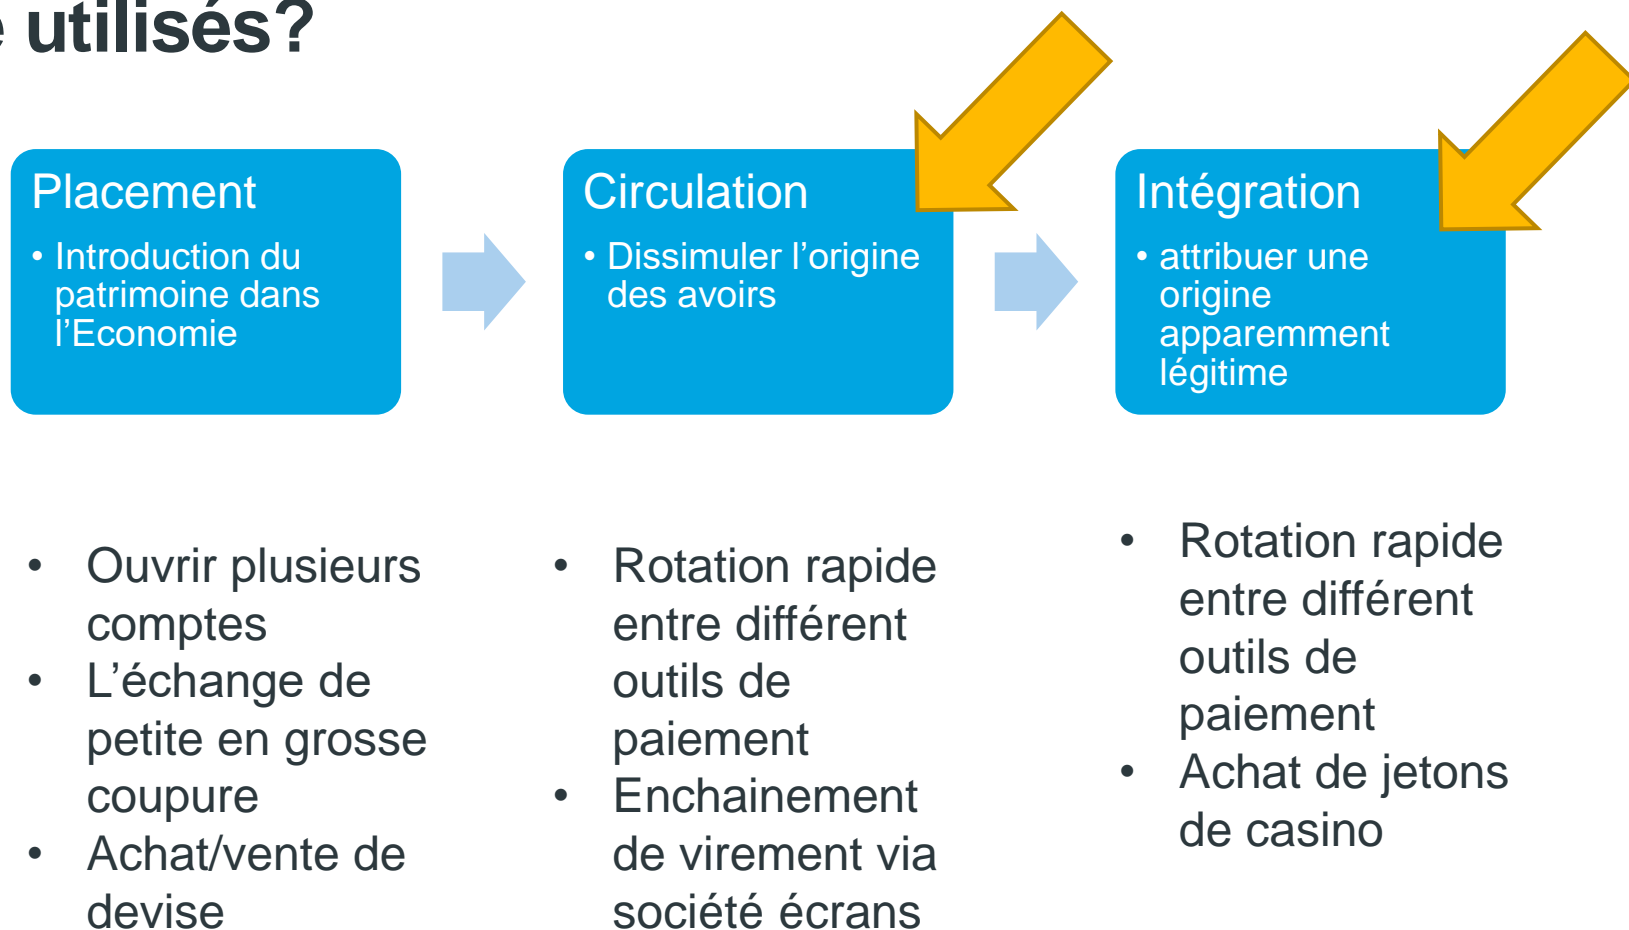 utilisés?
Placement
• Introduction du
patrimoine dans
l’Economie
Circulation
• Dissimuler l’origine
des avoirs
Intégration
• attribuer une
origine
apparemment
légitime
• Ouvrir plusieurs
comptes
• L’échange de
petite en grosse
coupure
• Achat/vente de
devise
• Rotation rapide
entre différent
outils de
paiement
• Enchainement
de virement via
société écrans
• Rotation rapide
entre différent
outils de
paiement
• Achat de jetons
de casino